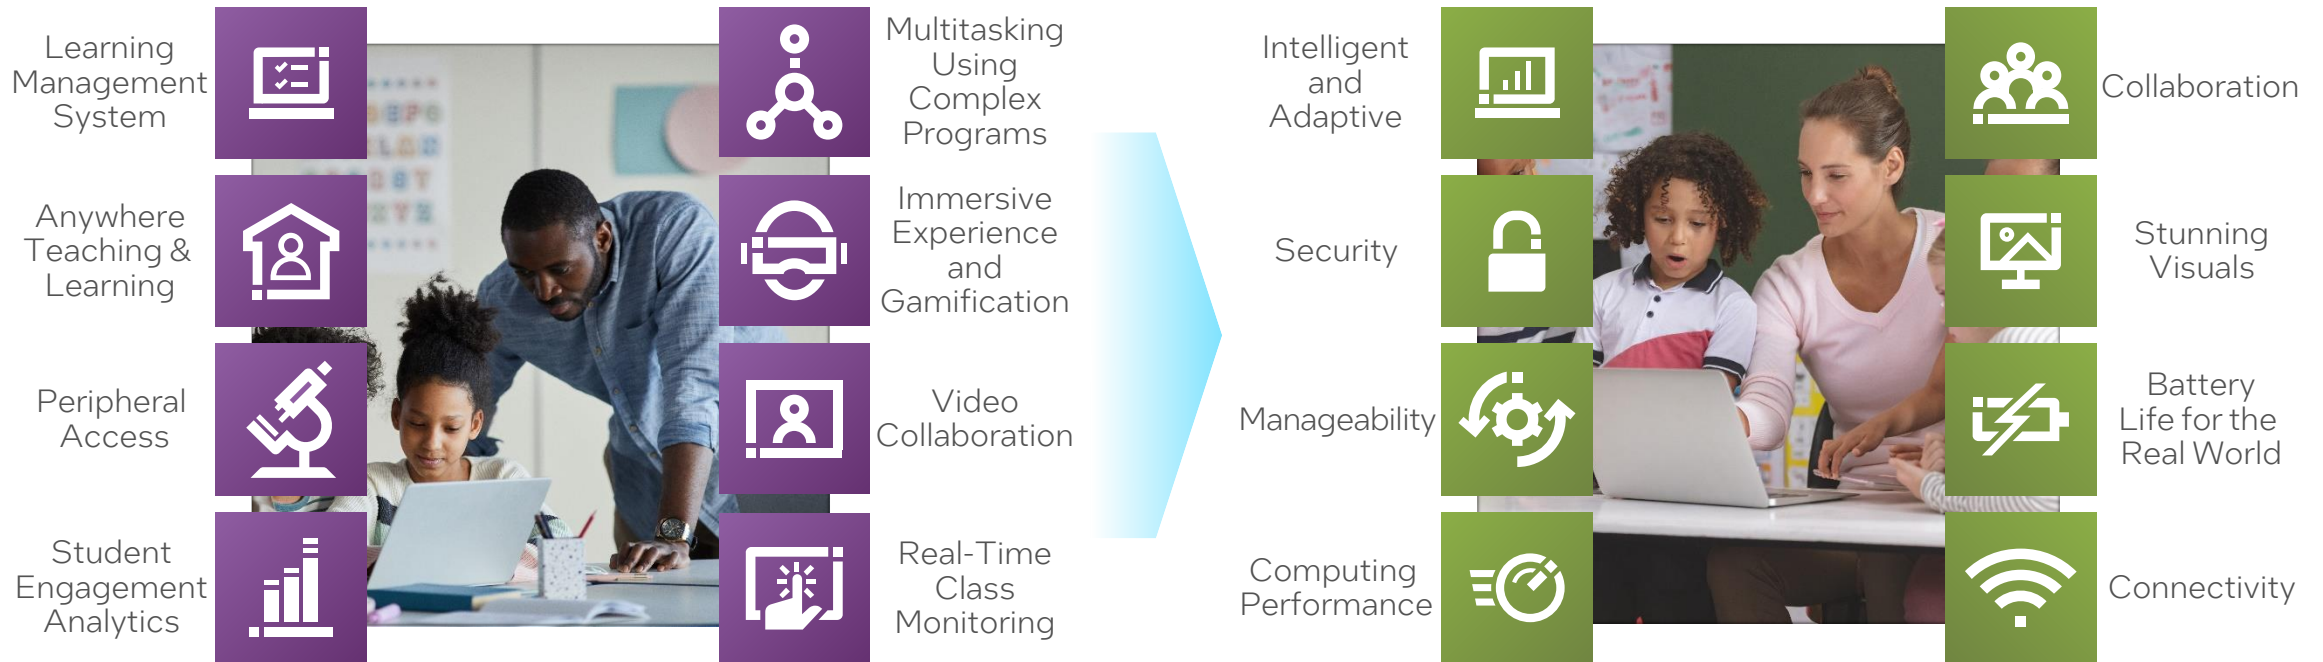 Learning
Management
System
Anywhere
Teaching &
Learning
Peripheral
Access
Student
Engagement
Analytics
Multitasking
Using
Complex
Programs
Immersive
Experience
and
Gamification
Video
Collaboration
Real-Time
Class
Monitoring
Intelligent
and
Adaptive
Security
Manageability
Computing
Performance
Collaboration
Stunning
Visuals
Battery
Life for the
Real World
Connectivity